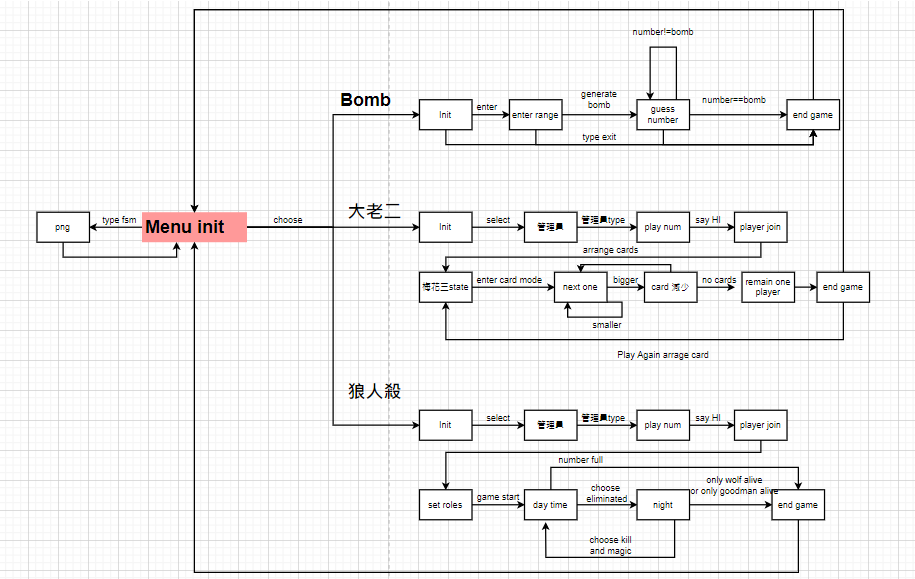 number!=bomb
Bomb
generate
bomb
number==bomb
Init
enter
enter range
guess
number
end game
type exit
大老二
png
type fsm
Menu init
choose
Init
select
管理員
管理員type
play num
say HI
player join
arrange cards
梅花三state
enter card mode
next one
bigger
card 減少
no cards
remain one
player
end game
smaller
Play Again arrage card
狼人殺
Init
select
管理員
管理員type
play num
say HI
player join
number full
set roles
game start
day time
choose
eliminated
night
only wolf alive
or only goodman alive
end game
choose kill
and magic